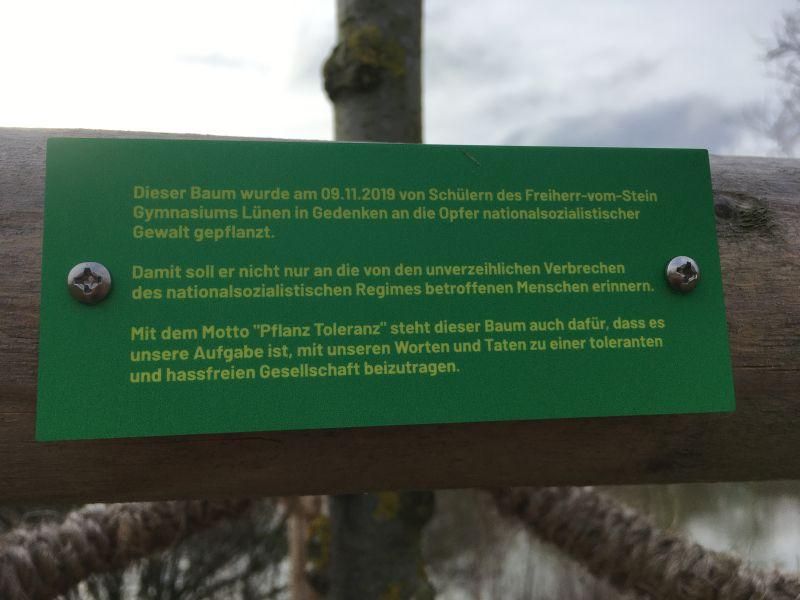 Dieser Baum wurde am 09.11.2019 von Schülern des Freiherr-vom-Stein
Gymnasiums Lünen in Gedenken an die Opfer nationalsozialistischer
Gewalt gepflanzt.
Damit soll er nicht nur an die von den unverzeihlichen Verbrechen
des nationalsozialistischen Regimes betroffenen Menschen erinnern.
Mit dem Motto "Pflanz Toleranz" steht dieser Baum auch dafür, dass es
unsere Aufgabe ist, mit unseren Worten und Taten zu einer toleranten
und hassfreien Gesellschaft beizutragen.